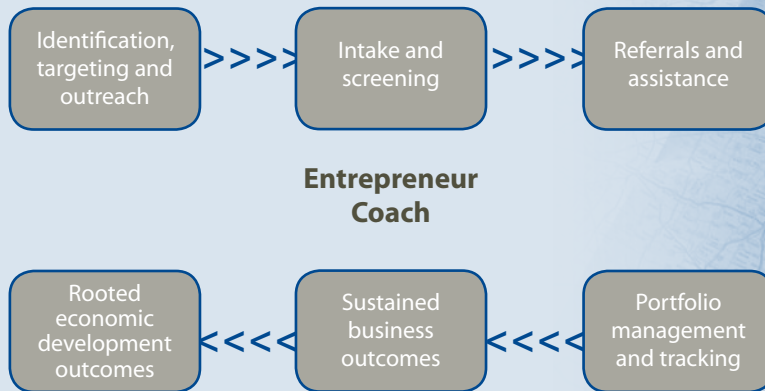 Identification,
targeting and
outreach
>>>>
Intake and
screening
>>>>
Referrals and
assistance
Entrepreneur
Coach
Rooted
economic
development
outcomes
<<<<
Sustained
business
outcomes
<<<<
Portfolio
management
and tracking